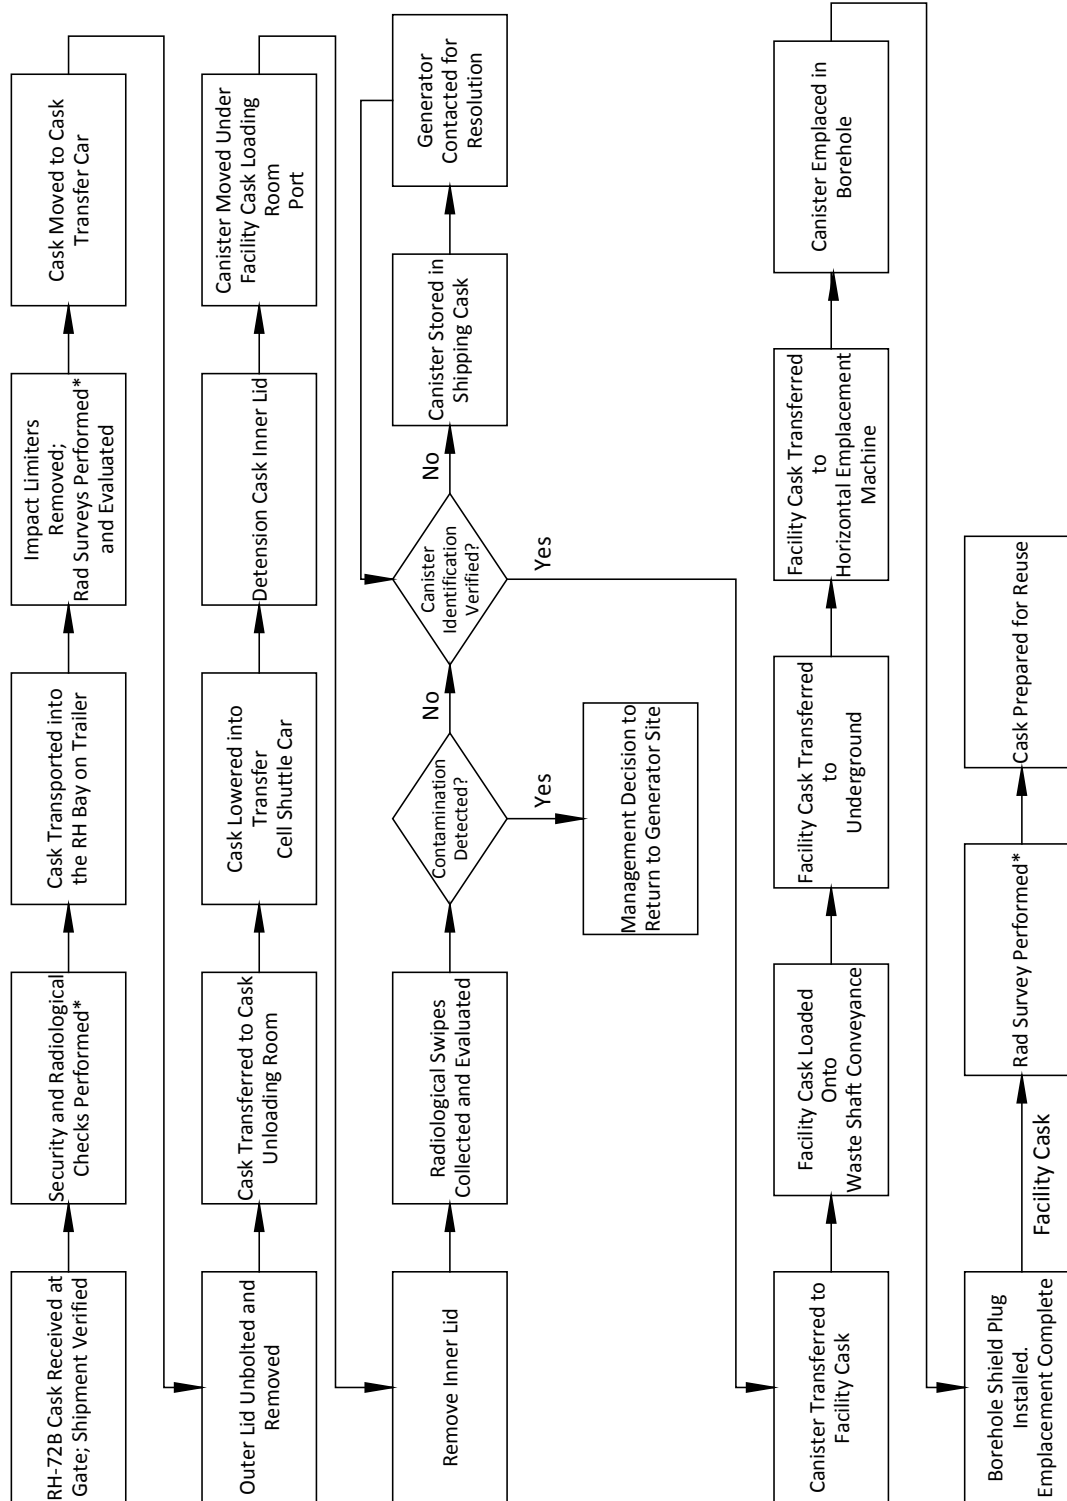 RH-72B Cask Received at
Gate; Shipment Verified
Security and Radiological
Checks Performed*
Cask Transported into
the RH Bay on Trailer
Impact Limiters
Removed;
Rad Surveys Performed*
and Evaluated
Cask Moved to Cask
Transfer Car
Outer Lid Unbolted and
Removed
Cask Transferred to Cask
Unloading Room
Cask Lowered into
Transfer
Cell Shuttle Car
Detension Cask Inner Lid
Canister Moved Under
Facility Cask Loading
Room
Port
Remove Inner Lid
Radiological Swipes
Collected and Evaluated
Contamination
Detected?
No
Yes
Management Decision to
Return to Generator Site
Canister
Identification
Verified?
No
Yes
Canister Stored in
Shipping Cask
Generator
Contacted for
Resolution
Canister Transferred to
Facility Cask
Facility Cask Loaded
Onto
Waste Shaft Conveyance
Facility Cask Transferred
to
Underground
Facility Cask Transferred
to
Horizontal Emplacement
Machine
Canister Emplaced in
Borehole
Borehole Shield Plug
Installed.
Emplacement Complete
Facility Cask
Rad Survey Performed*
Cask Prepared for Reuse